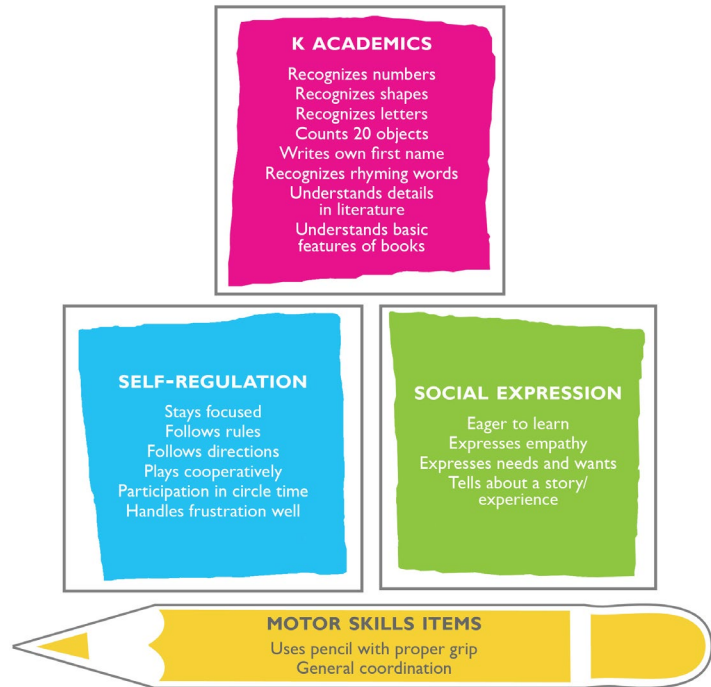 K ACADEMICS
Recognizes numbers
Recognizes shapes
Recognizes letters
Counts 20 objects
Writes own first name
Recognizes rhyming words
Understands details
in literature
Understands basic
features of books
SELF-REGULATION
Stays focused
Follows rules
Follows directions
Plays cooperatively
Participation in circle time
Handles frustration well
SOCIAL EXPRESSION
Eager to learn
Expresses empathy
Expresses needs and wants
Tells about a story/
experience
MOTOR SKILLS ITEMS
Uses pencil with proper grip
General coordination